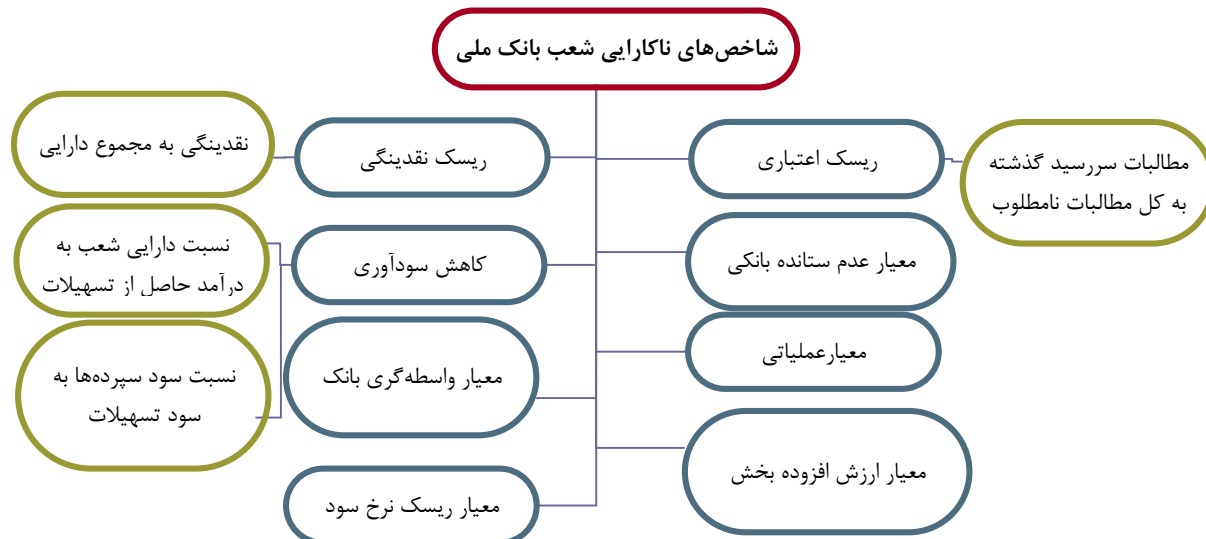 شاخص‌های ناکارایی شعب بانک ملی
ریسک اعتباری
مطالبات سررسید گذشته
به کل مطالبات نامطلوب
معیار عدم ستانده بانکی
معیارعملیاتی
معیار ارزش افزوده بخش
ریسک نقدینگی
نقدینگی به مجموع دارایی
کاهش سودآوری
نسبت دارایی شعب به
درآمد حاصل از تسهیلات
نسبت سود سپرده‌ها به
سود تسهیلات
معیار واسطه‌گری بانک
معیار ریسک نرخ سود